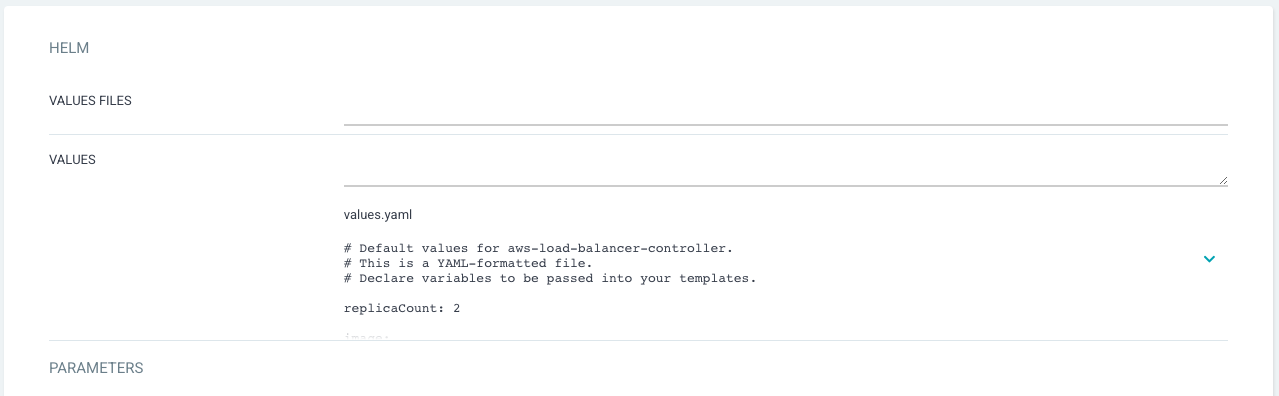 HELM
VALUES FILES
VALUES
values.yaml
# Default values for aws-load-balancer-controller.
# This is a YAML-formatted file.
# Declare variables to be passed into your templates.
replicaCount: 2
image:
PARAMETERS